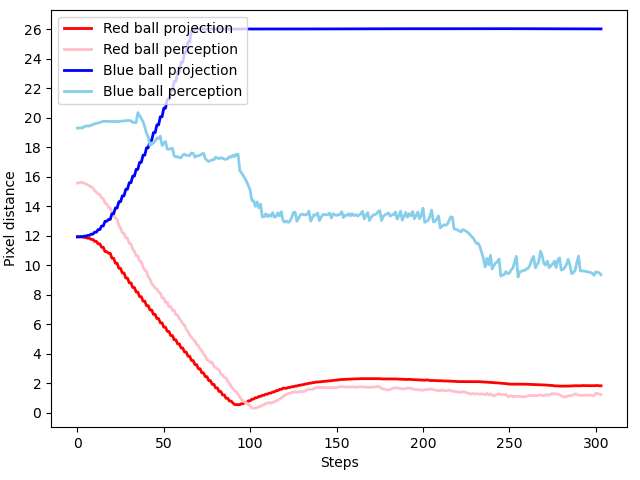 Red ball projection
Red ball perception
Blue ball projection
Blue ball perception
26
24
22
20
18
16
14
12
10
8
6
4
2
0
Pixel distance
0 50 100 150 200 250 300
Steps